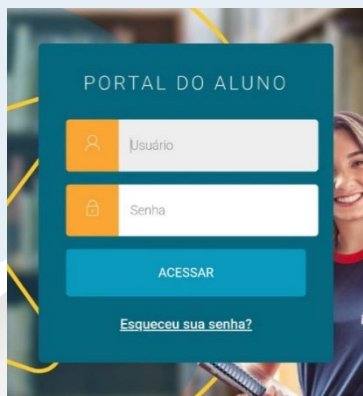 PORTAL DO ALUNO
Usuário
Senha
ACESSAR
Esqueceu sua senha?